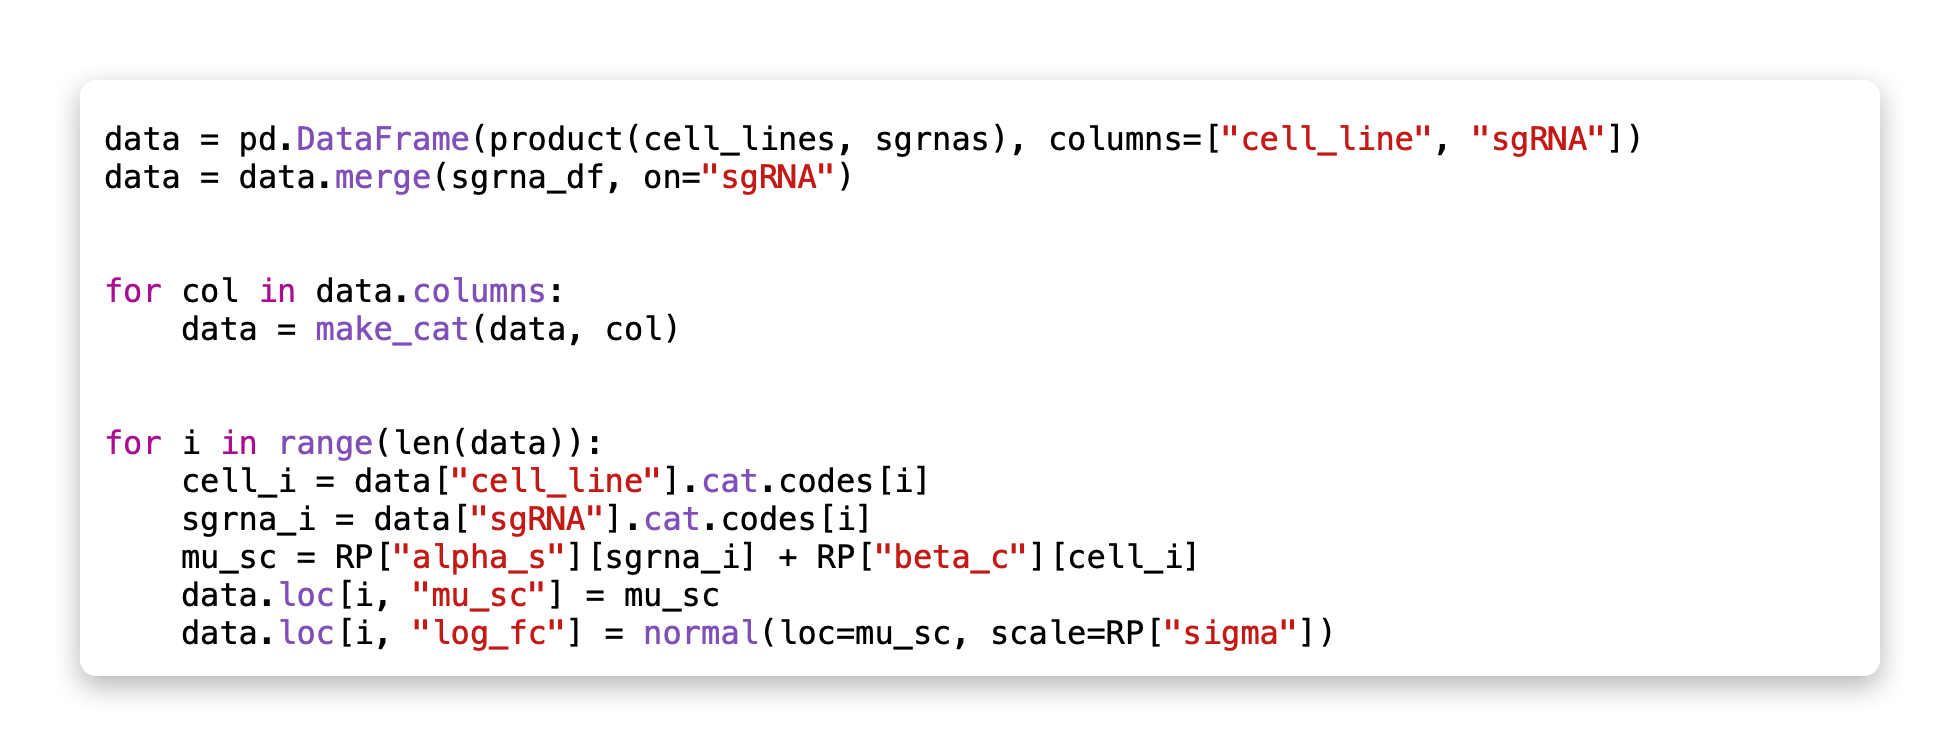 data = pd.DataFrame(product(cell_lines, sgrnas), columns=["cell_line", "sgRNA"])
data = data.merge(sgrna_df, on="sgRNA")
for col in data.columns:
    data = make_cat(data, col)
for i in range(len(data)):
    cell_i = data["cell_line"].cat.codes[i]
    sgrna_i = data["sgRNA"].cat.codes[i]
    mu_sc = RP["alpha_s"][sgrna_i] + RP["beta_c"][cell_i]
    data.loc[i, "mu_sc"] = mu_sc
    data.loc[i, "log_fc"] = normal(loc=mu_sc, scale=RP["sigma"])